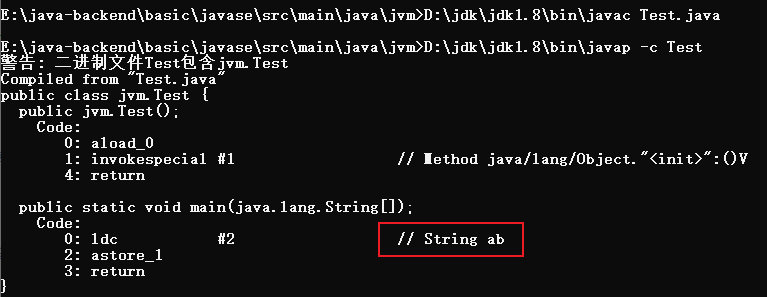 E:\java-backend\basic\javase\src\main\java\jvm>D:\jdk\jdk1.8\bin\javac Test.java
E:\java-backend\basic\javase\src\main\java\jvm>D:\jdk\jdk1.8\bin\javap -c Test
警告: 二进制文件Test包含jvm.Test
Compiled from "Test.java"
public class jvm.Test {
  public jvm.Test();
    Code:
       0: aload_0
       1: invokespecial #1                  // Method java/lang/Object."<init>":()V
       4: return
  public static void main(java.lang.String[]);
    Code:
       0: ldc           #2                  // String ab
       2: astore_1
       3: return
}